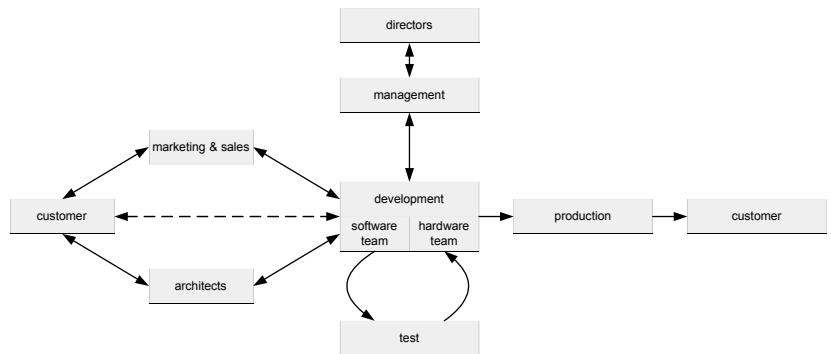 directors
management
marketing & sales
development
customer
software
team
hardware
team
production
customer
architects
test